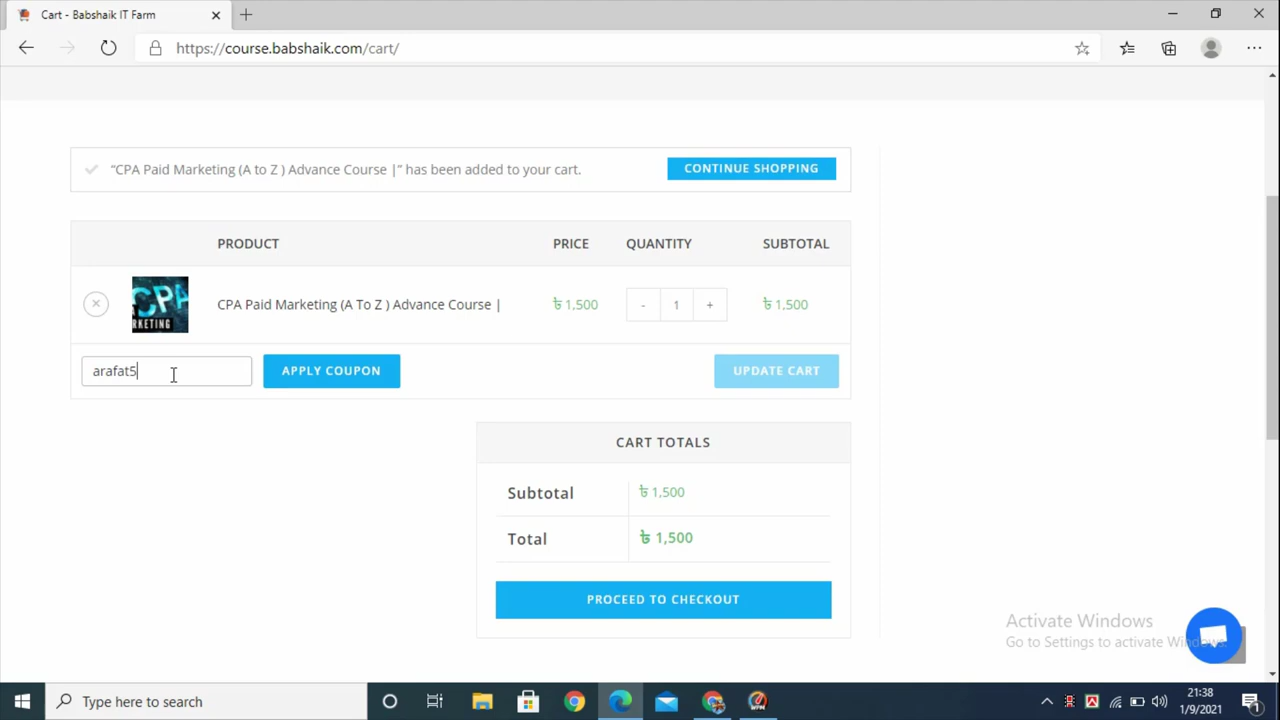 Cart - Babshaik IT Farm
https://course.babshaik.com/cart/
“CPA Paid Marketing (A to Z ) Advance Course |“ has been added to your cart.
CONTINUE SHOPPING
PRODUCT PRICE QUANTITY SUBTOTAL
CPA
MARKETING
CPA Paid Marketing (A To Z ) Advance Course | ৳ 1,500 - 1 + ৳ 1,500
arafat5 APPLY COUPON UPDATE CART
CART TOTALS
Subtotal ৳ 1,500
Total ৳ 1,500
PROCEED TO CHECKOUT
Activate Windows
Go to Settings to activate Windows.
Type here to search
21:38
1/9/2021